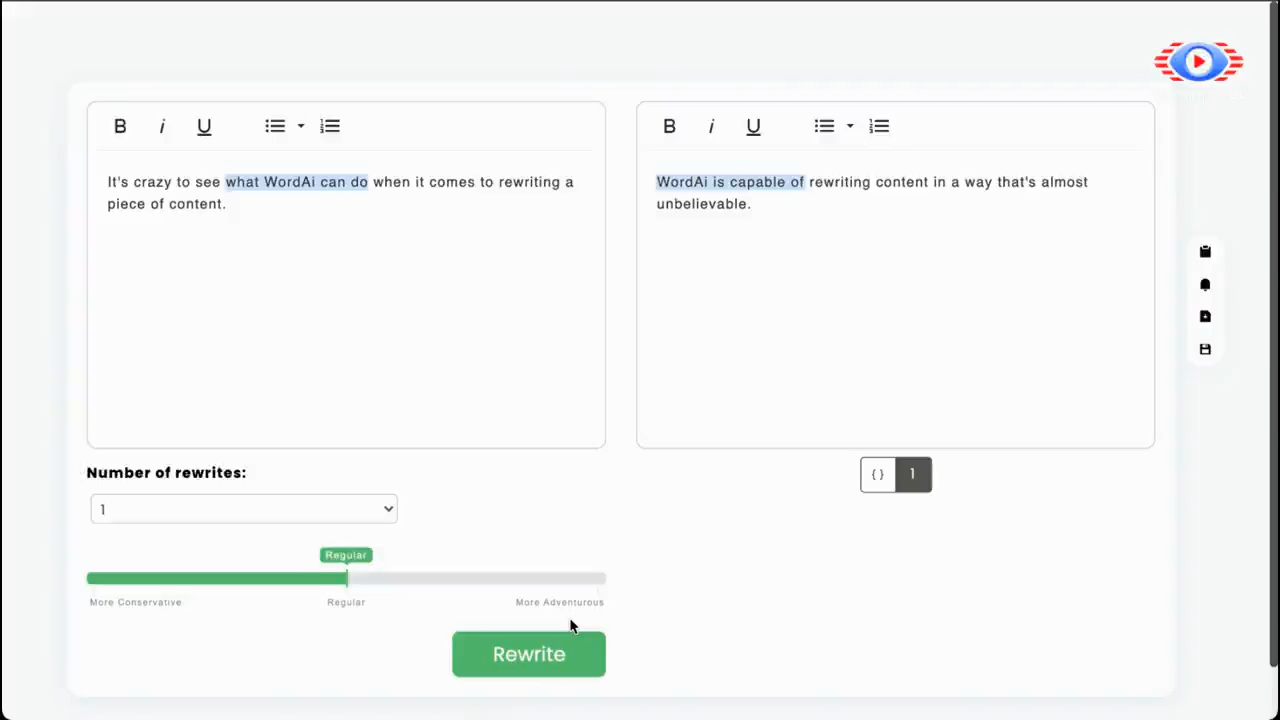 B i U
B i U
It's crazy to see what WordAi can do when it comes to rewriting a
piece of content.
WordAi is capable of rewriting content in a way that's almost
unbelievable.
Number of rewrites:
1
{ } 1
Regular
More Conservative Regular More Adventurous
Rewrite